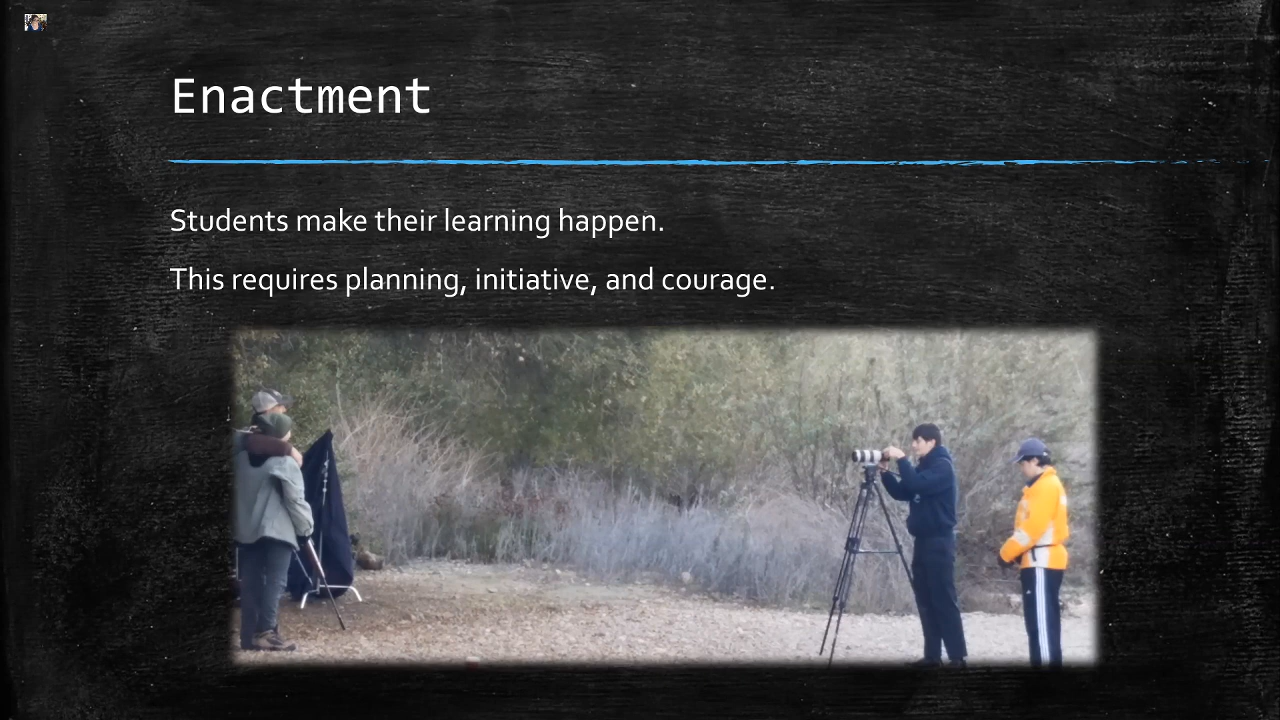 Enactment
Students make their learning happen.
This requires planning, initiative, and courage.